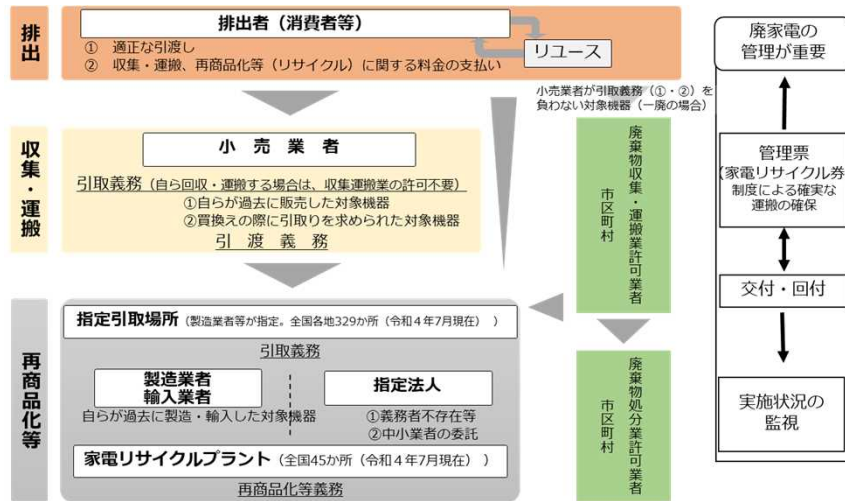 排出
排出者（消費者等）
① 適正な引渡し
② 収集・運搬、再商品化等（リサイクル）に関する料金の支払い
リユース
小売業者が引取義務（①・②）を
負わない対象機器（一廃の場合）
収集・運搬
小売業者
引取義務（自ら回収・運搬する場合は、収集運搬業の許可不要）
①自らが過去に販売した対象機器
②買換えの際に引取りを求められた対象機器
引渡義務
廃棄物収集・運搬業許可業者
市区町村
再商品化等
指定引取場所（製造業者等が指定。全国各地329か所（令和４年7月現在） ）
引取義務
製造業者
輸入業者
自らが過去に製造・輸入した対象機器
指定法人
①義務者不存在等
②中小業者の委託
家電リサイクルプラント（全国45か所（令和４年7月現在） ）
再商品化等義務
廃棄物処分業許可業者
市区町村
廃家電の
管理が重要
管理票
（家電リサイクル券
制度による確実な
運搬の確保
交付・回付
実施状況の
監視